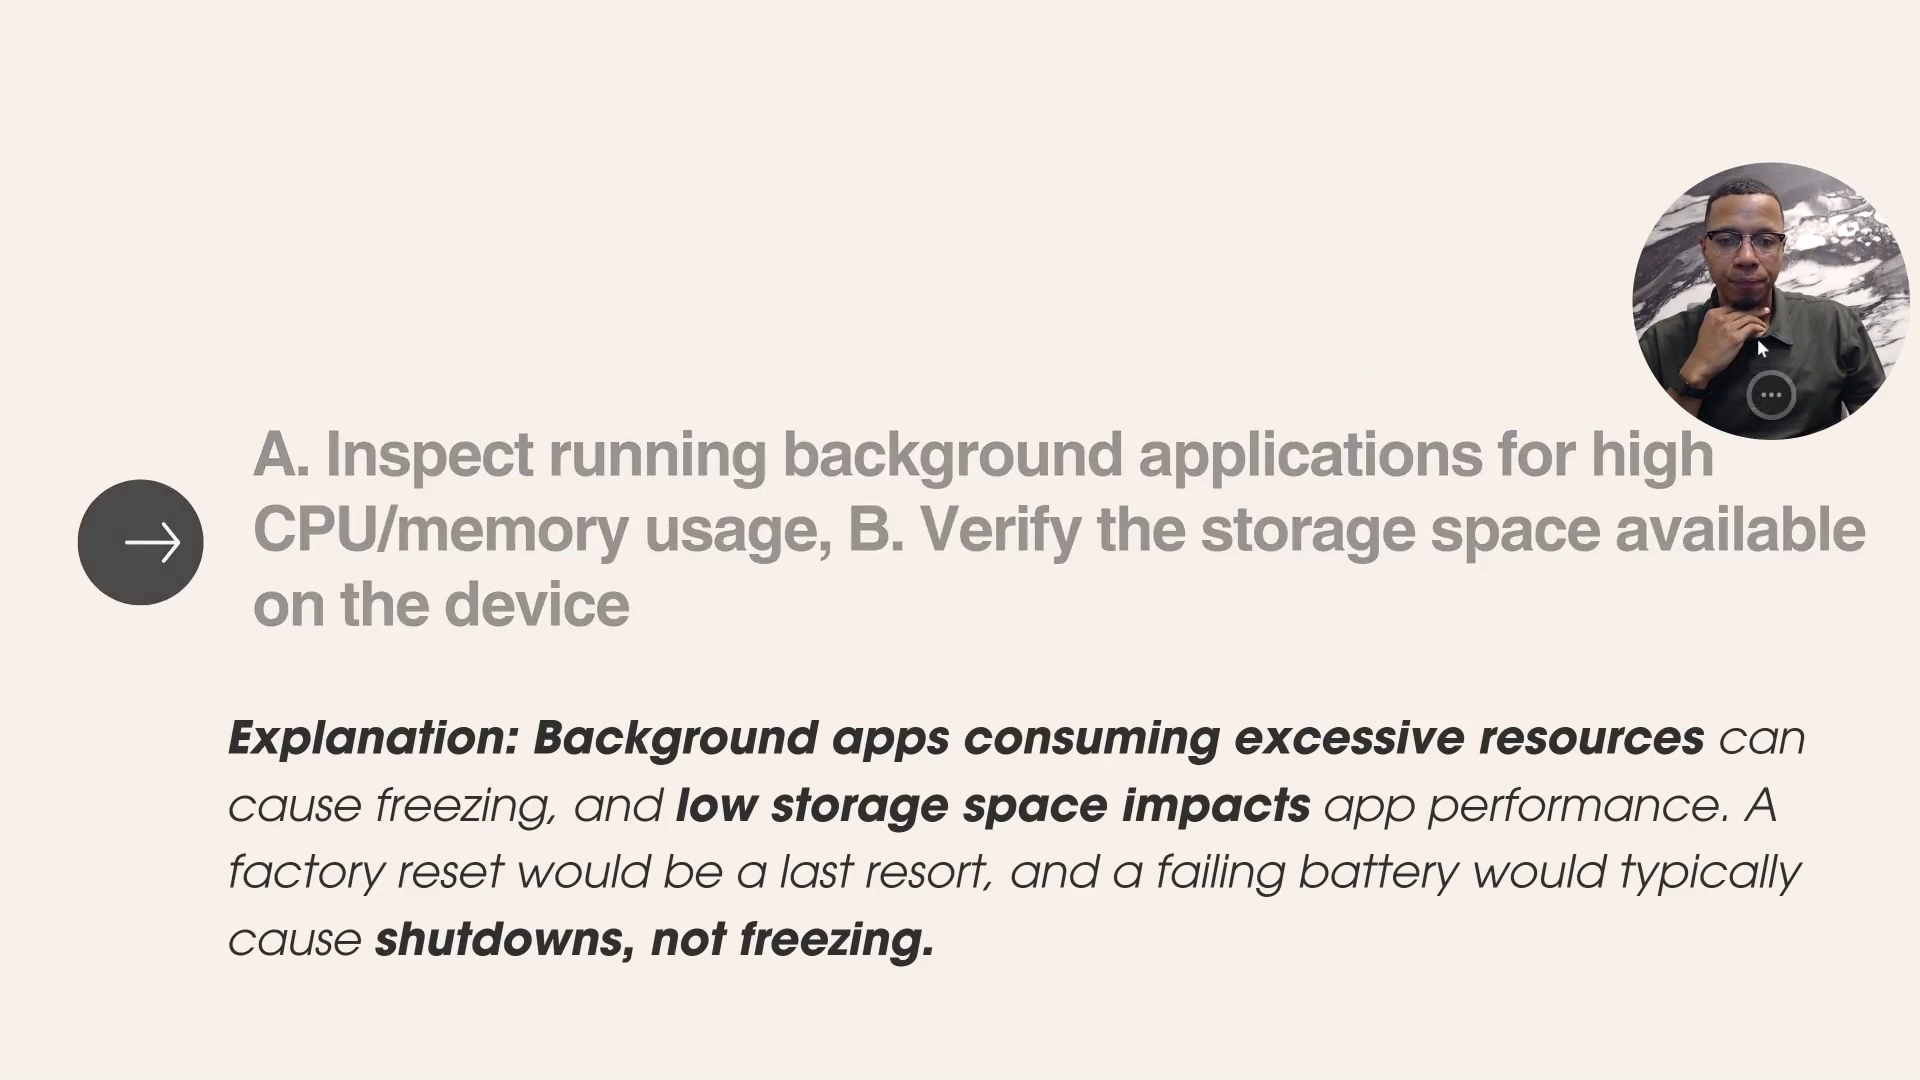 A. Inspect running background applications for high
CPU/memory usage, B. Verify the storage space available
on the device
Explanation: Background apps consuming excessive resources can
cause freezing, and low storage space impacts app performance. A
factory reset would be a last resort, and a failing battery would typically
cause shutdowns, not freezing.